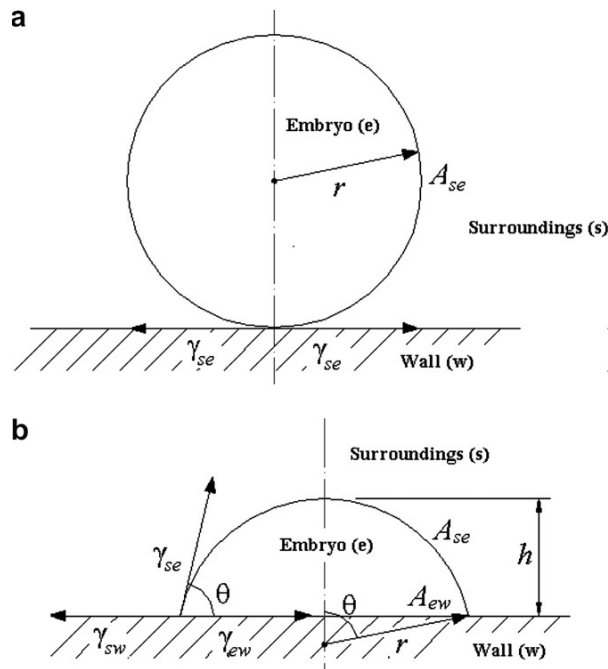 a
Embryo (e)
r
A_se
Surroundings (s)
γ_se γ_se Wall (w)
b
Surroundings (s)
γ_se
Embryo (e)
A_se
h
θ
θ
A_ew
γ_sw γ_ew r Wall (w)